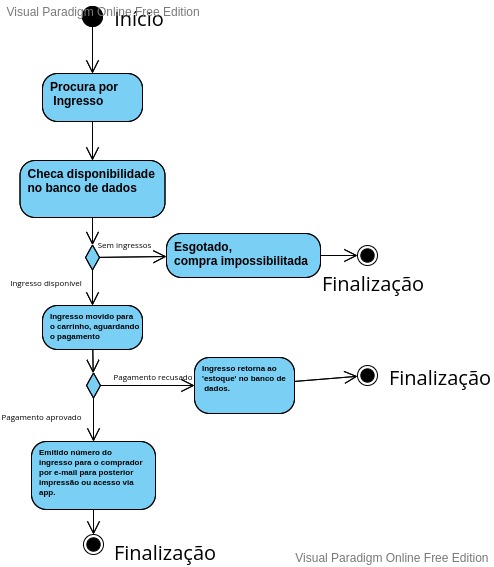 Visual Paradigm Online Free Edition
Início
Procura por
Ingresso
Checa disponibilidade
no banco de dados
Sem ingressos
Esgotado,
compra impossibilitada
Finalização
Ingresso disponível
Ingresso movido para
o carrinho, aguardando
o pagamento
Pagamento recusado
Ingresso retorna ao
'estoque' no banco de
dados.
Finalização
Pagamento aprovado
Emitido número do
ingresso para o comprador
por e-mail para posterior
impressão ou acesso via
app.
Finalização
Visual Paradigm Online Free Edition